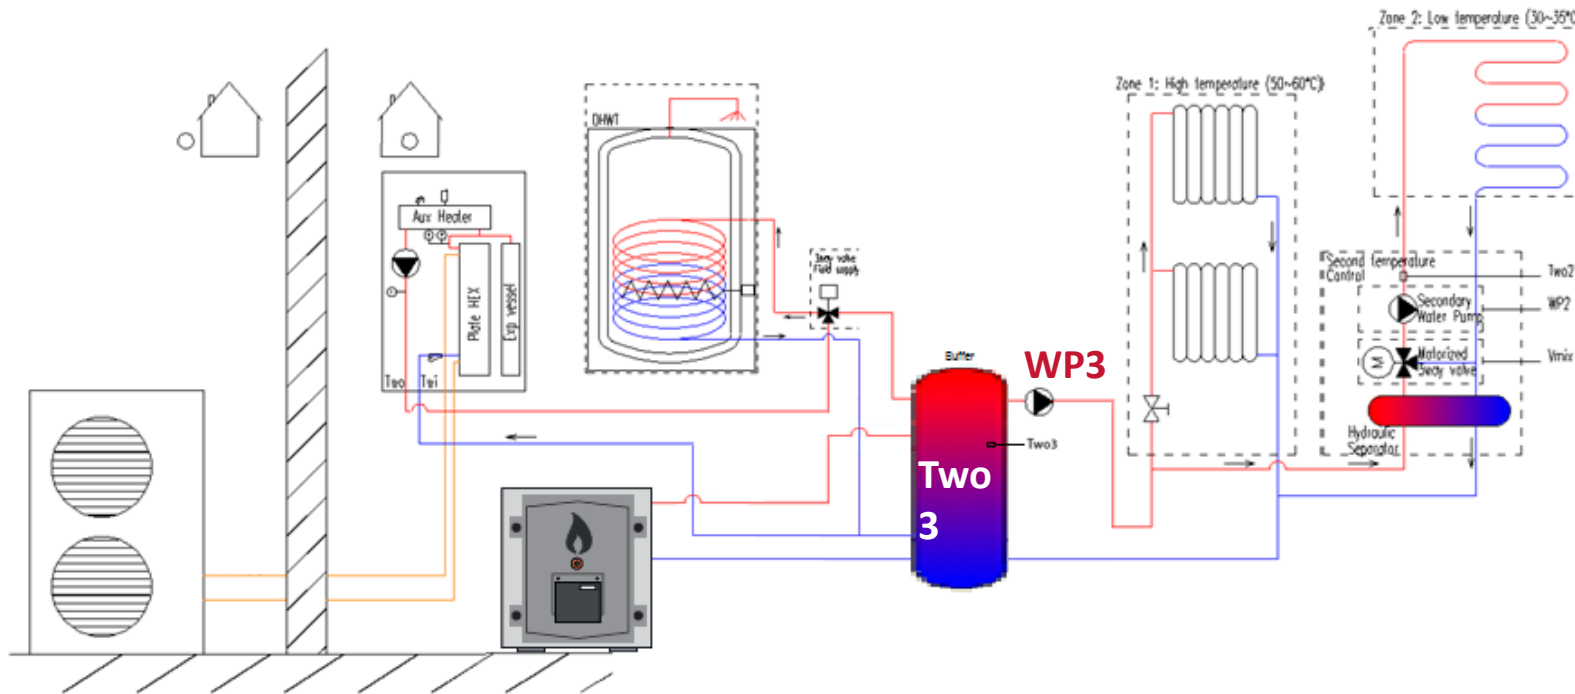 Zone 2: Low temperature (30~35°C
Zone 1: High temperature (50~60°C)
DHWT
Aux Heater
3way valve
Flid supply
Plate HEX
Exp vessel
Two
Twi
Buffer
WP3
Two3
Two
3
Second temperature
Control
Two2
Secondary
Water Pump
WP2
M
Motorized
3way valve
Vmix
Hydraulic
Separator